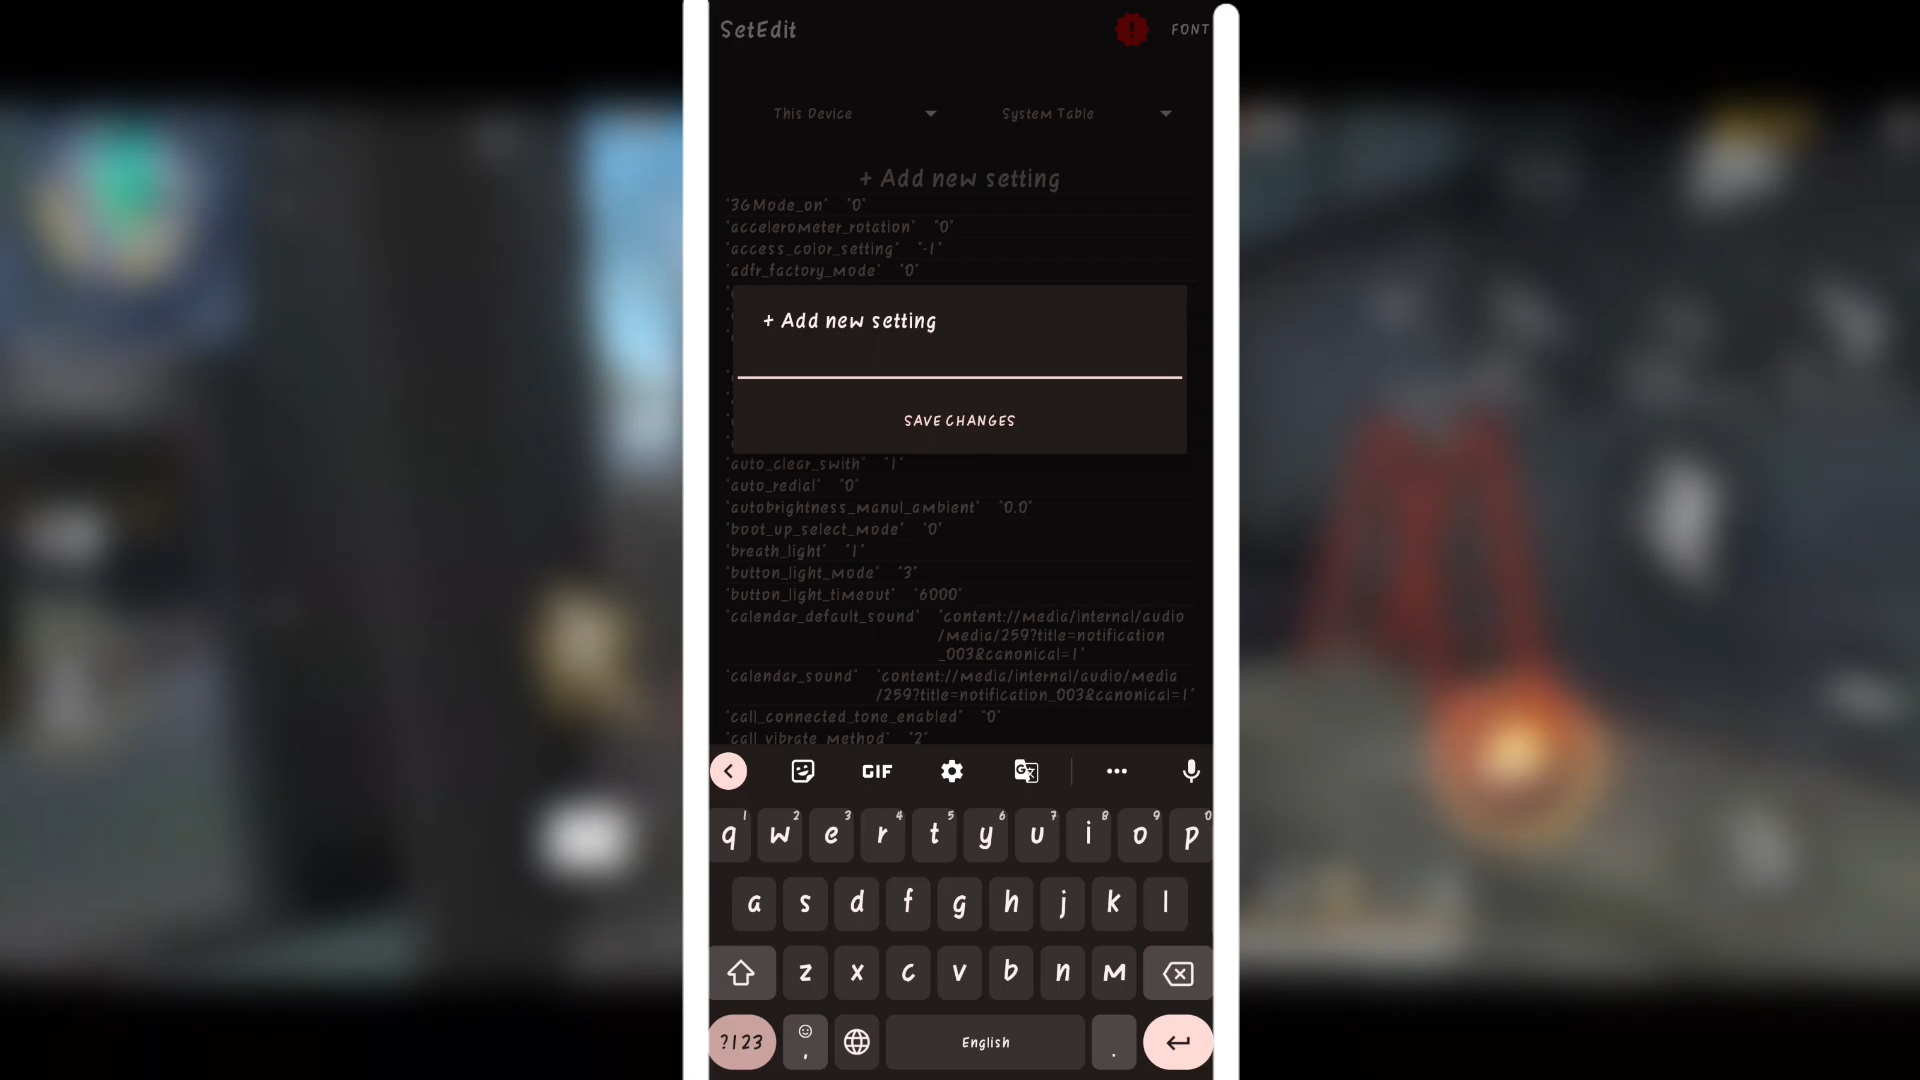 SetEdit
FONT
This Device
System Table
+ Add new setting
"3GMode_on" "0"
"accelerometer_rotation" "0"
"access_color_setting" "-1"
"adfr_factory_mode" "0"
+ Add new setting
SAVE CHANGES
"auto_clear_swith" "1"
"auto_redial" "0"
"autobrightness_manul_ambient" "0.0"
"boot_up_select_mode" "0"
"breath_light" "1"
"button_light_mode" "3"
"button_light_timeout" "6000"
"calendar_default_sound" "content://media/internal/audio
/media/259?title=notification
_003&canonical=1"
"calendar_sound" "content://media/internal/audio/media
/259?title=notification_003&canonical=1"
"call_connected_tone_enabled" "0"
"call_vibrate_method" "2"
GIF
1 2 3 4 5 6 7 8 9 0
q w e r t y u i o p
a s d f g h j k l
z x c v b n m
?123 , English .